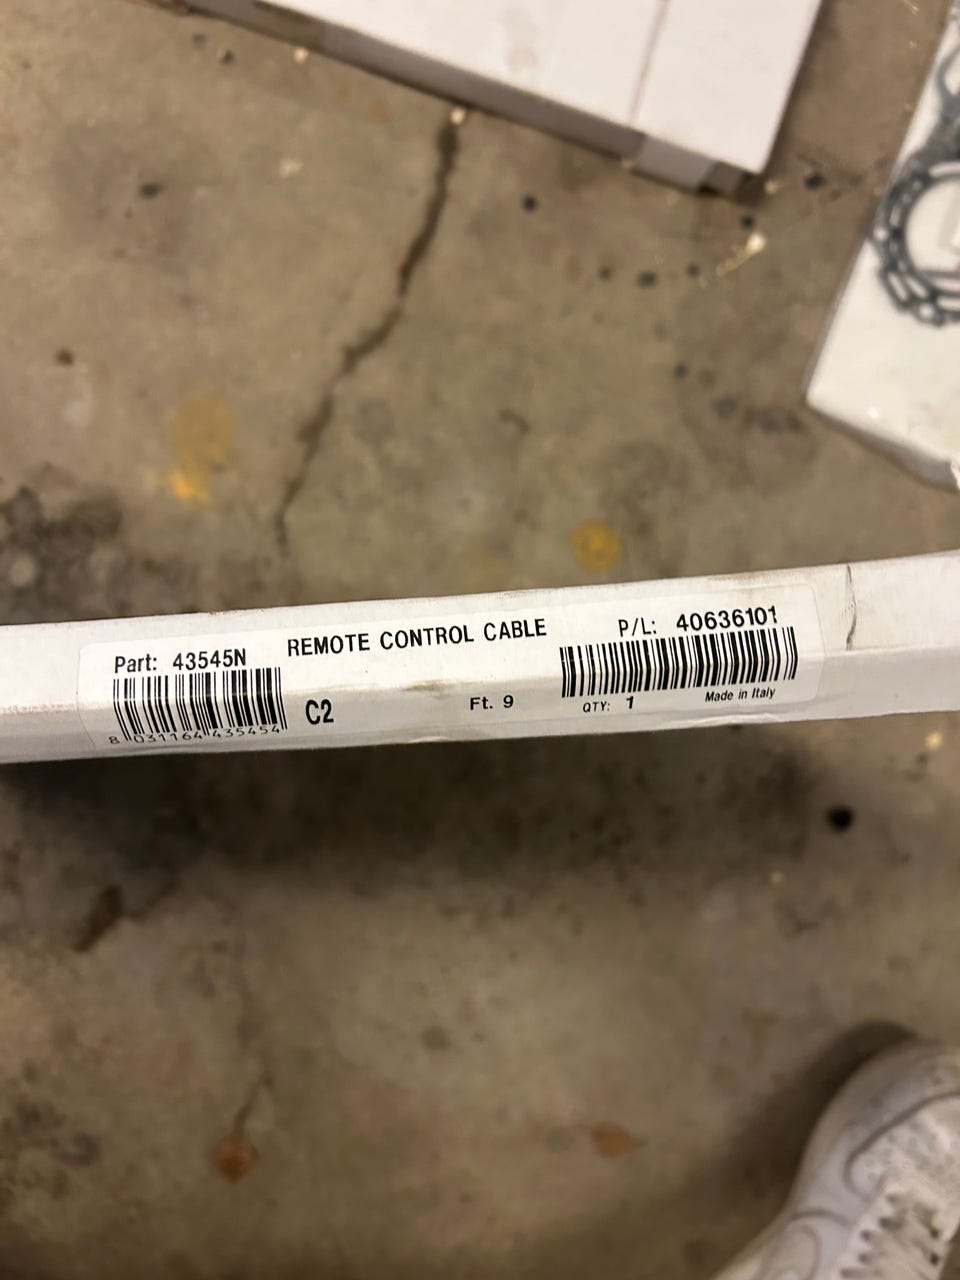 Part: 43545N
REMOTE CONTROL CABLE
P/L: 40636101
8 031164 435454
C2
Ft. 9
QTY: 1
Made in Italy